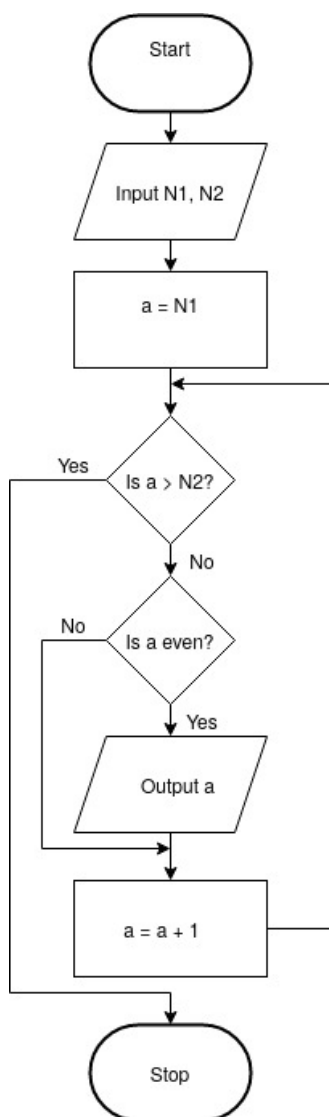 Start
Input N1, N2
a = N1
Yes
Is a > N2?
No
No
Is a even?
Yes
Output a
a = a + 1
Stop